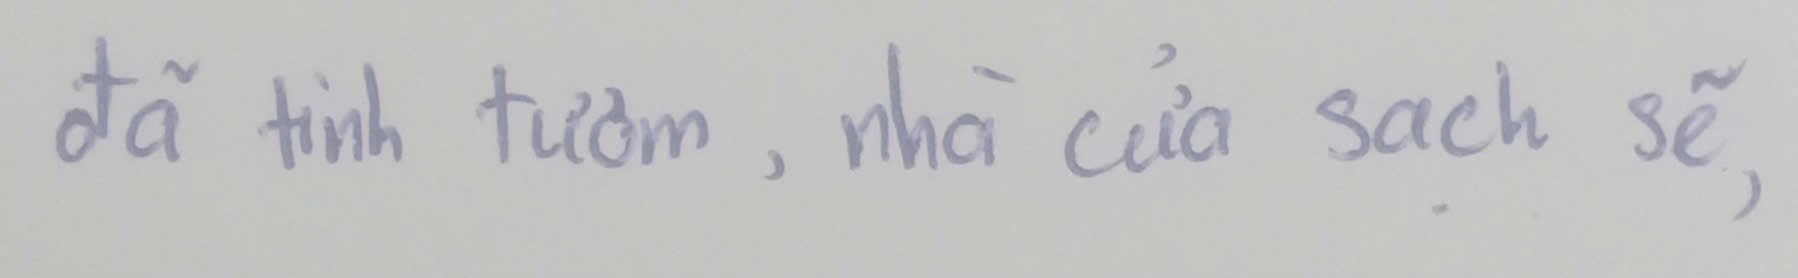 đã tinh tươm, nhà cửa sạch sẽ,